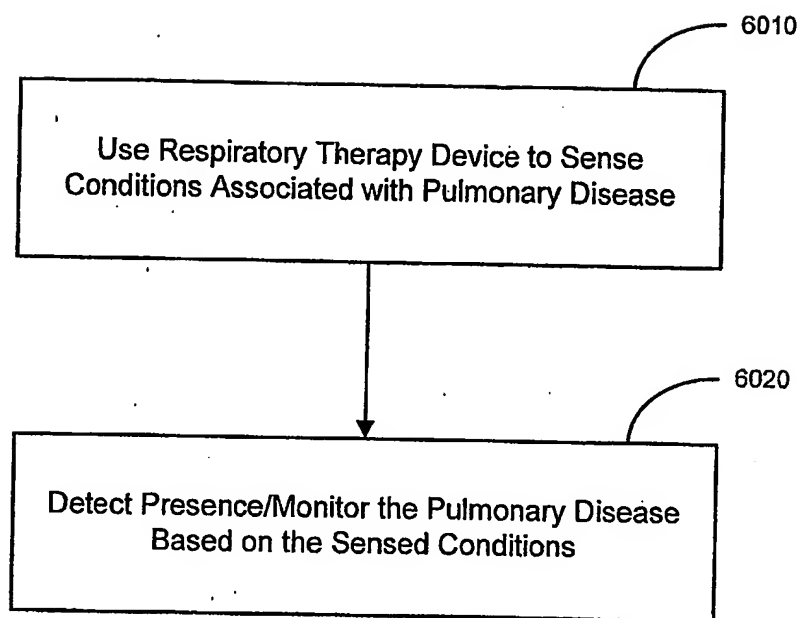 6010
Use Respiratory Therapy Device to Sense
Conditions Associated with Pulmonary Disease
6020
Detect Presence/Monitor the Pulmonary Disease
Based on the Sensed Conditions